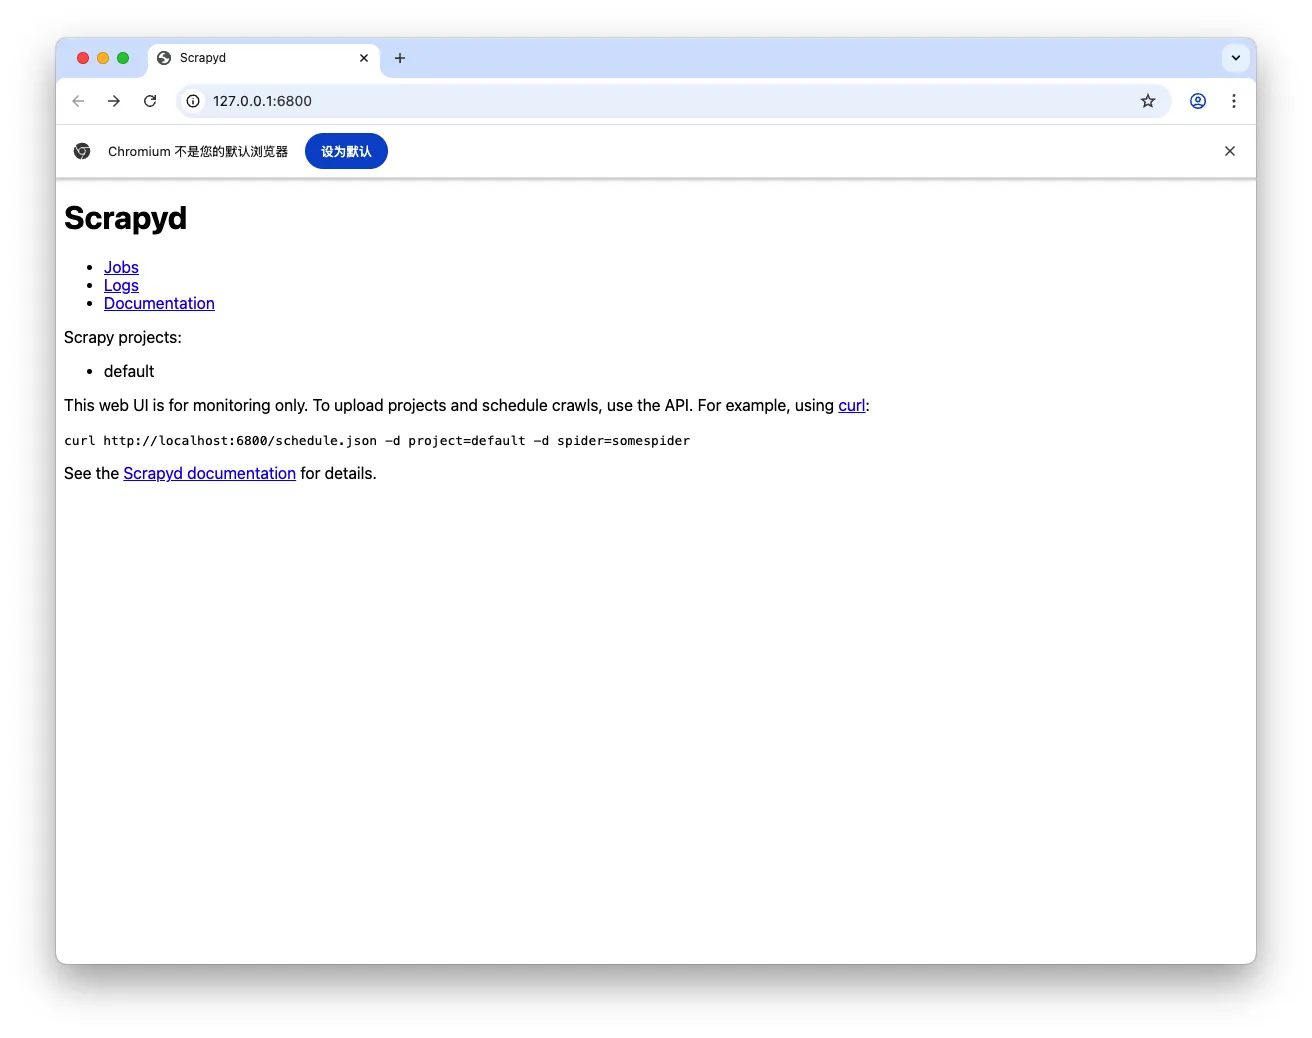 Scrapyd
127.0.0.1:6800
Chromium 不是您的默认浏览器 设为默认
Scrapyd
Jobs
Logs
Documentation
Scrapy projects:
default
This web UI is for monitoring only. To upload projects and schedule crawls, use the API. For example, using curl:
curl http://localhost:6800/schedule.json -d project=default -d spider=somespider
See the Scrapyd documentation for details.